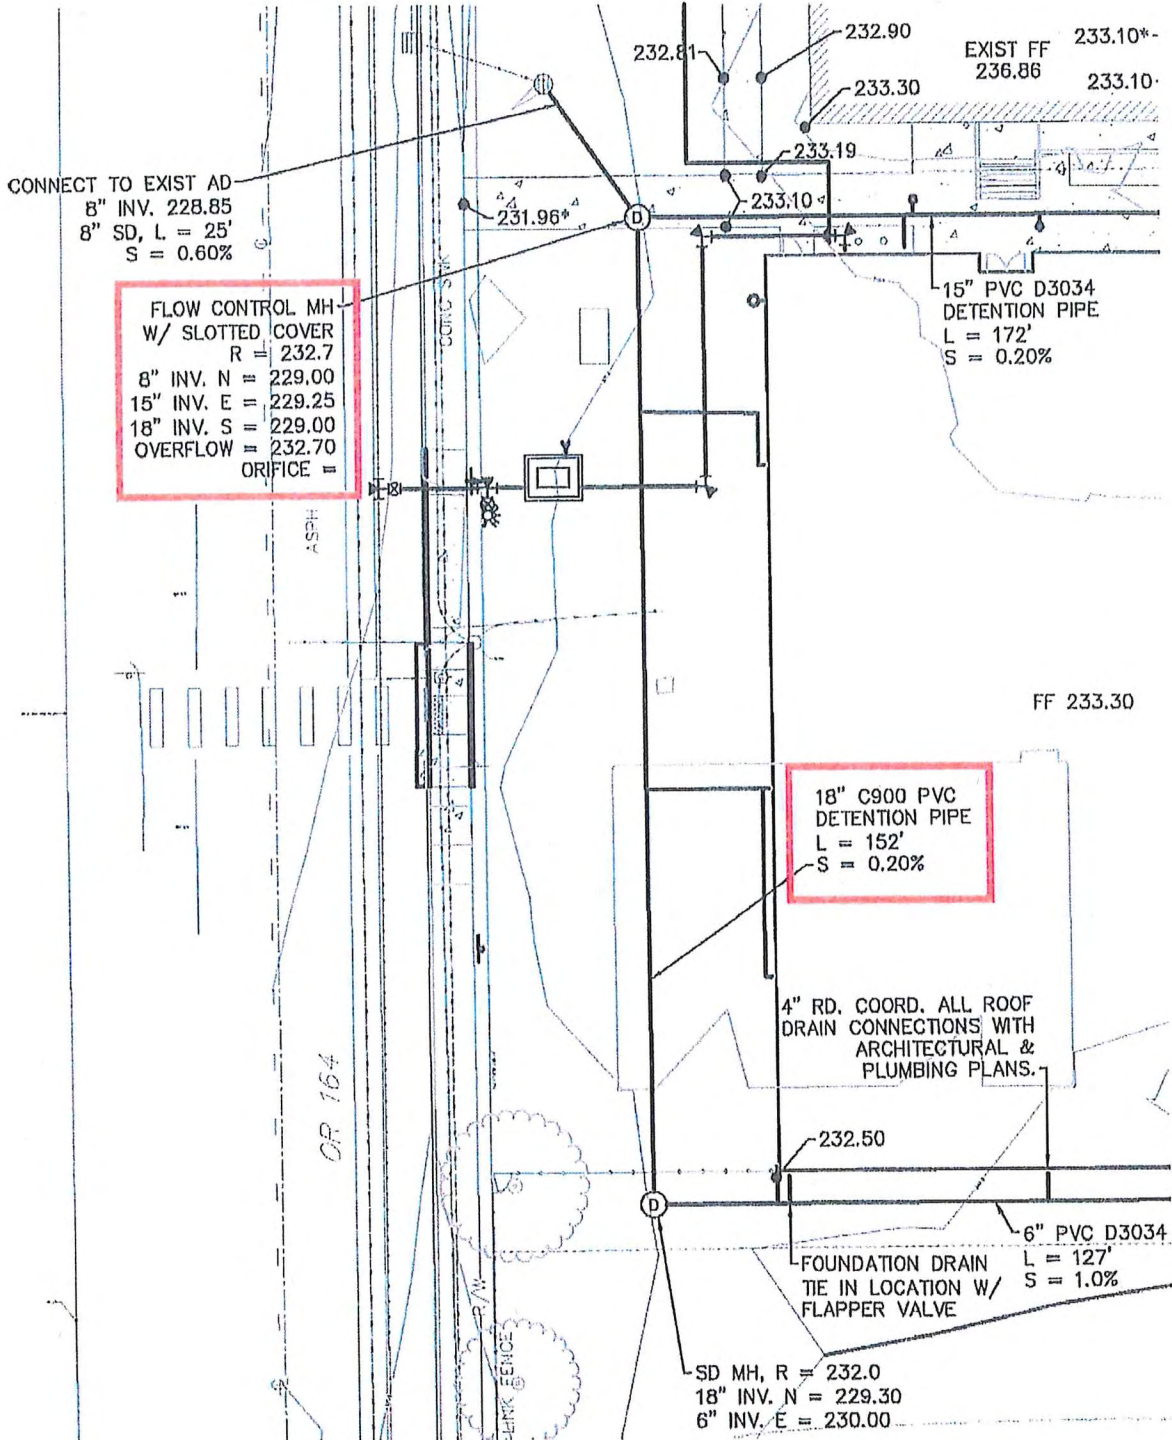 232.81
232.90
EXIST FF
236.86
233.10*-
233.10-
233.30
233.19
233.10
231.96*
CONNECT TO EXIST AD
8" INV. 228.85
8" SD, L = 25'
S = 0.60%
D
FLOW CONTROL MH
W/ SLOTTED COVER
R = 232.7
8" INV. N = 229.00
15" INV. E = 229.25
18" INV. S = 229.00
OVERFLOW = 232.70
ORIFICE =
15" PVC D3034
DETENTION PIPE
L = 172'
S = 0.20%
ASPH
FF 233.30
18" C900 PVC
DETENTION PIPE
L = 152'
S = 0.20%
4" RD. COORD. ALL ROOF
DRAIN CONNECTIONS WITH
ARCHITECTURAL &
PLUMBING PLANS.
OR 164
232.50
D
6" PVC D3034
L = 127'
S = 1.0%
FOUNDATION DRAIN
TIE IN LOCATION W/
FLAPPER VALVE
R/W
LINK FENCE
SD MH, R = 232.0
18" INV. N = 229.30
6" INV. E = 230.00